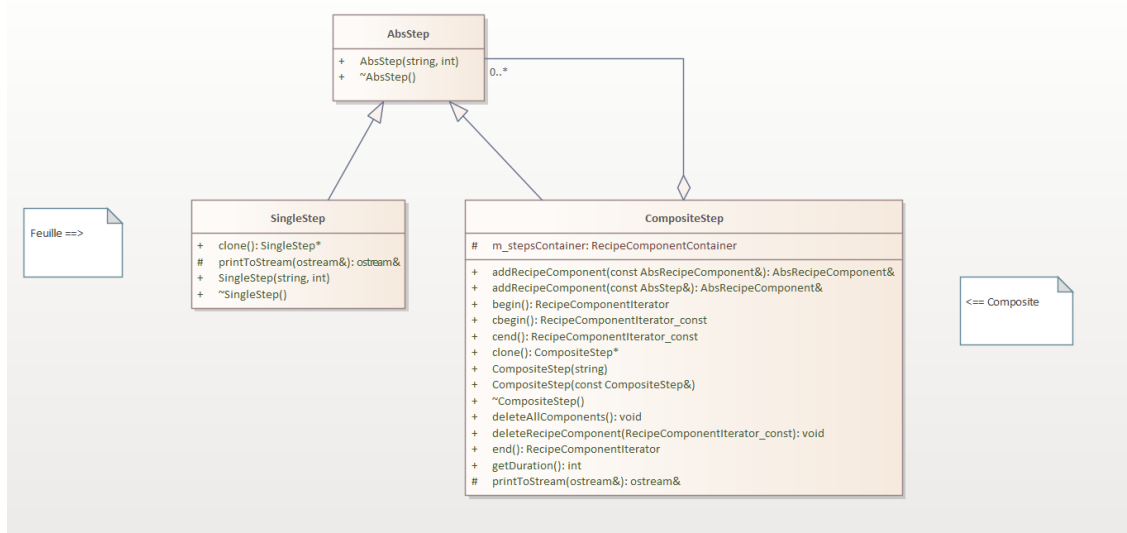 AbsStep
+ AbsStep(string, int)
+ ~AbsStep()
0..*
Feuille ==>
SingleStep
+ clone(): SingleStep*
# printToStream(ostream&): ostream&
+ SingleStep(string, int)
+ ~SingleStep()
CompositeStep
# m_stepsContainer: RecipeComponentContainer
+ addRecipeComponent(const AbsRecipeComponent&): AbsRecipeComponent&
+ addRecipeComponent(const AbsStep&): AbsRecipeComponent&
+ begin(): RecipeComponentIterator
+ cbegin(): RecipeComponentIterator_const
+ cend(): RecipeComponentIterator_const
+ clone(): CompositeStep*
+ CompositeStep(string)
+ CompositeStep(const CompositeStep&)
+ ~CompositeStep()
+ deleteAllComponents(): void
+ deleteRecipeComponent(RecipeComponentIterator_const): void
+ end(): RecipeComponentIterator
+ getDuration(): int
# printToStream(ostream&): ostream&
<== Composite